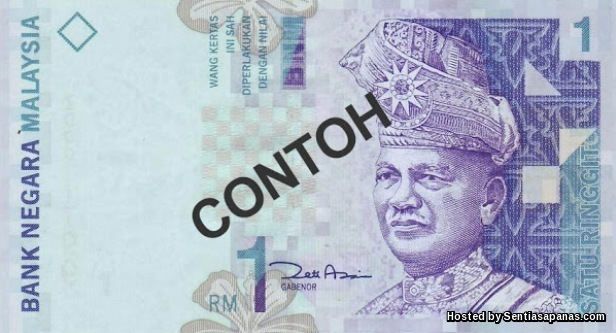 BANK NEGARA MALAYSIA
WANG KERTAS
INI SAH
DIPERLAKUKAN
DENGAN NILAI
1
CONTOH
RM 1
GABENOR
SATU RINGGIT
Hosted by Sentiasapanas.com